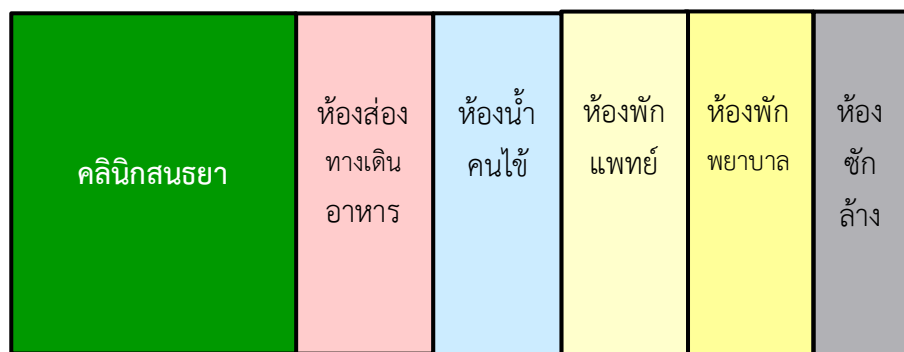 คลินิกสนธยา
ห้องส่อง
ทางเดิน
อาหาร
ห้องน้ำ
คนไข้
ห้องพัก
แพทย์
ห้องพัก
พยาบาล
ห้อง
ซัก
ล้าง